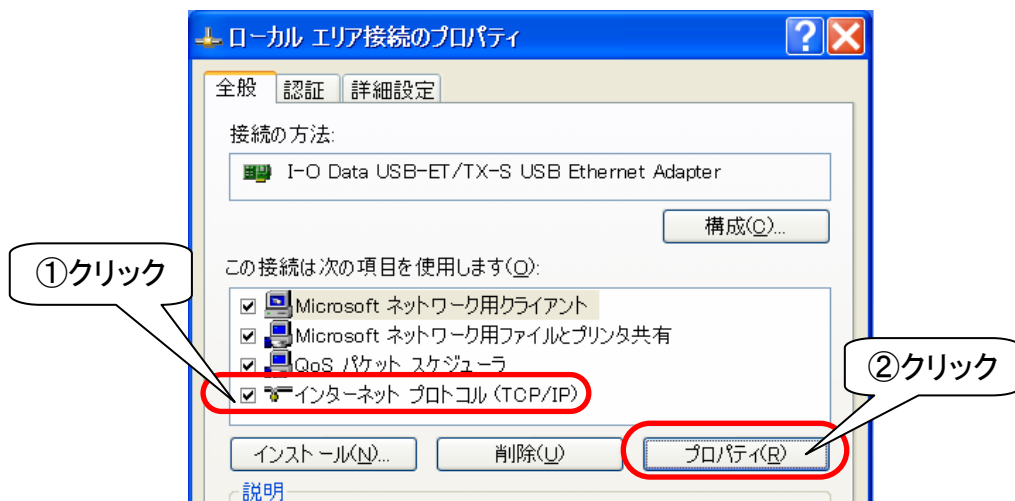 ローカル エリア接続のプロパティ
全般 認証 詳細設定
接続の方法:
I-O Data USB-ET/TX-S USB Ethernet Adapter
構成(C)...
①クリック
この接続は次の項目を使用します(O):
Microsoft ネットワーク用クライアント
Microsoft ネットワーク用ファイルとプリンタ共有
QoS パケット スケジューラ
②クリック
インターネット プロトコル (TCP/IP)
インストール(N)... 削除(U) プロパティ(R)
説明